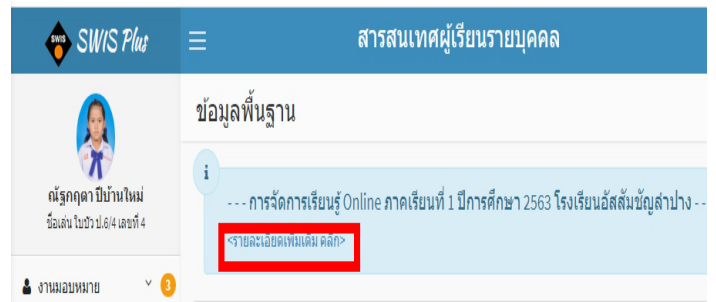 SWIS
SWIS Plus
สารสนเทศผู้เรียนรายบุคคล
ณัฐกฤตา ปีบ้านใหม่
ชื่อเล่น ใบบัว ป.6/4 เลขที่ 4
งานมอบหมาย 3
ข้อมูลพื้นฐาน
i
- - - การจัดการเรียนรู้ Online ภาคเรียนที่ 1 ปีการศึกษา 2563 โรงเรียนอัสสัมชัญลำปาง - -
<รายละเอียดเพิ่มเติม คลิก>